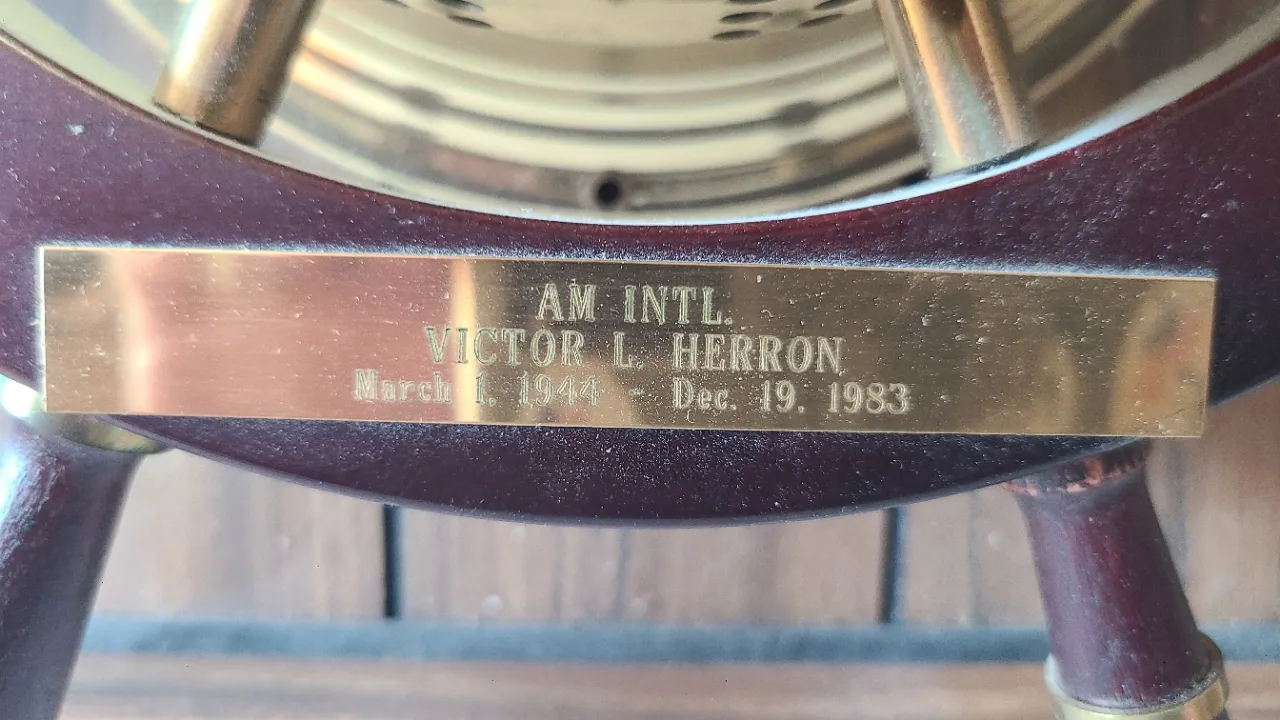 AM INTL.
VICTOR L. HERRON
March 1. 1944 - Dec. 19. 1983